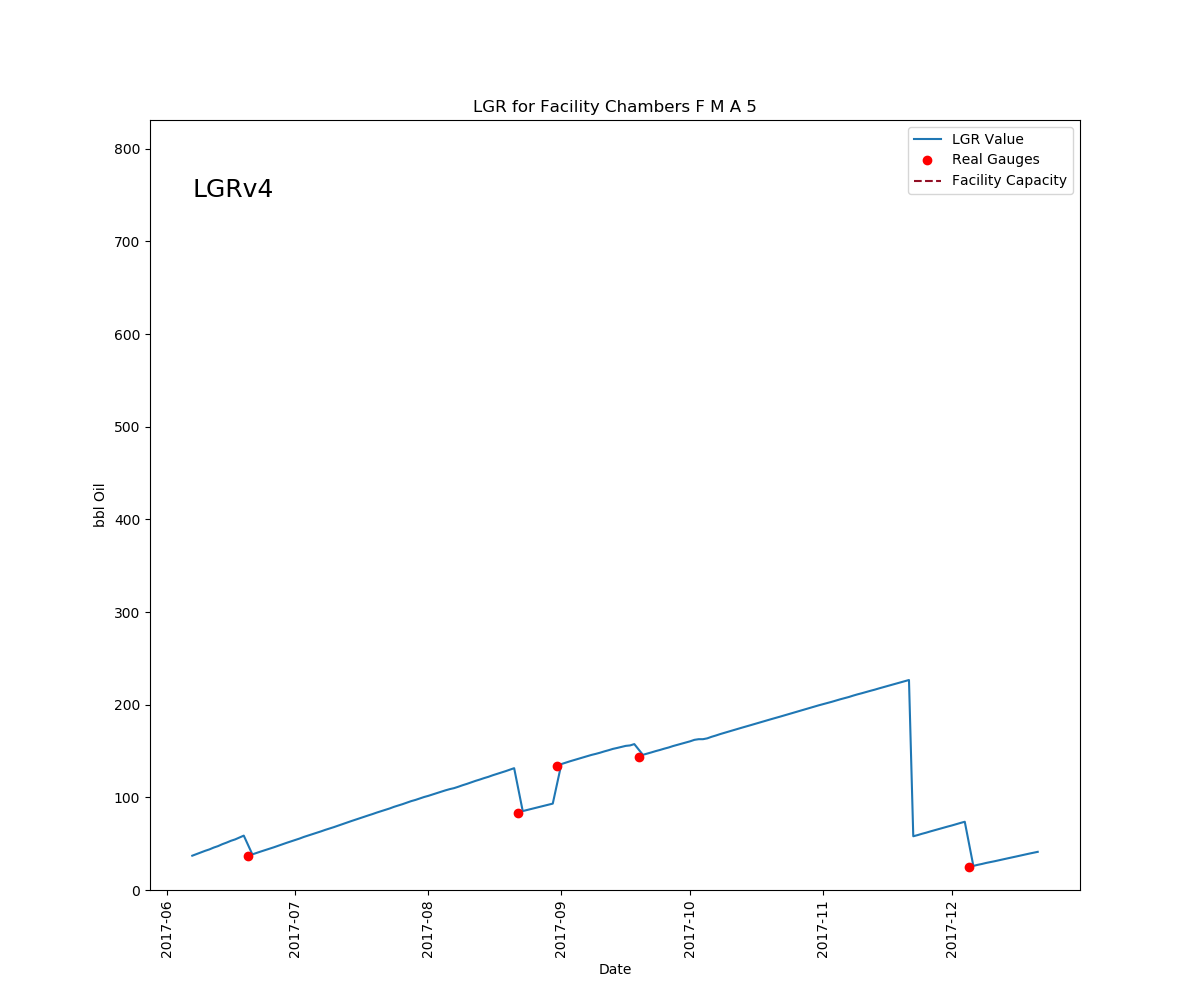 LGR for Facility Chambers F M A 5
LGRv4
LGR Value
Real Gauges
Facility Capacity
bbl Oil
800
700
600
500
400
300
200
100
0
2017-06
2017-07
2017-08
2017-09
2017-10
2017-11
2017-12
Date